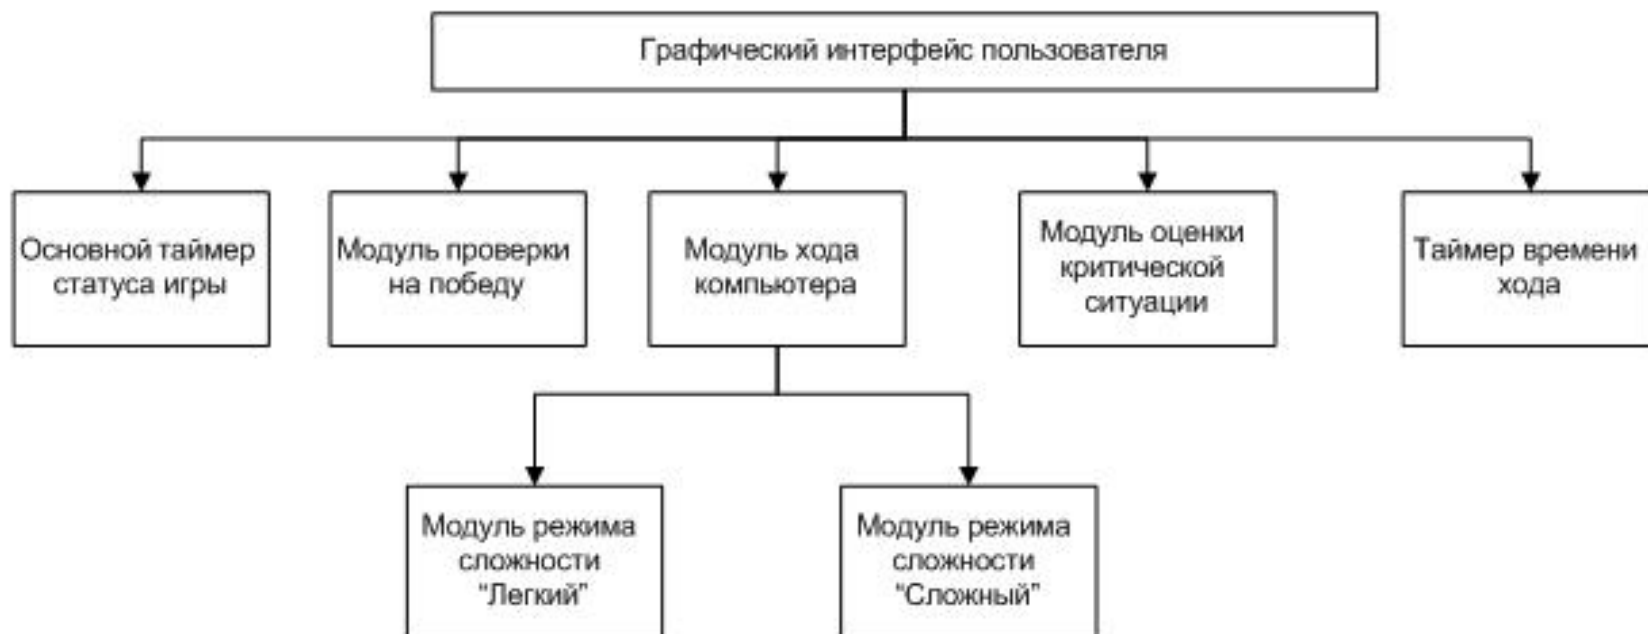 Графический интерфейс пользователя
Основной таймер
статуса игры
Модуль проверки
на победу
Модуль хода
компьютера
Модуль оценки
критической
ситуации
Таймер времени
хода
Модуль режима
сложности
“Легкий”
Модуль режима
сложности
“Сложный”